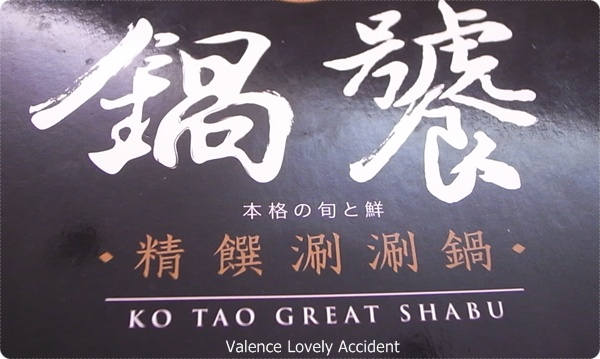 鍋饕
本格の旬と鮮
·精饌涮涮鍋·
KO TAO GREAT SHABU
Valence Lovely Accident